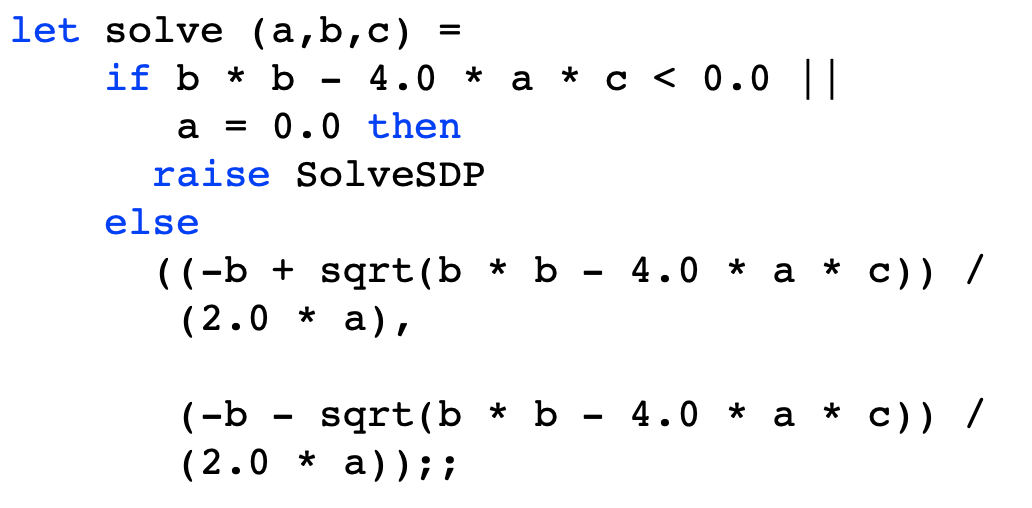 let solve (a,b,c) =
    if b * b - 4.0 * a * c < 0.0 ||
       a = 0.0 then
      raise SolveSDP
    else
      ((-b + sqrt(b * b - 4.0 * a * c)) /
       (2.0 * a),
       (-b - sqrt(b * b - 4.0 * a * c)) /
       (2.0 * a));;